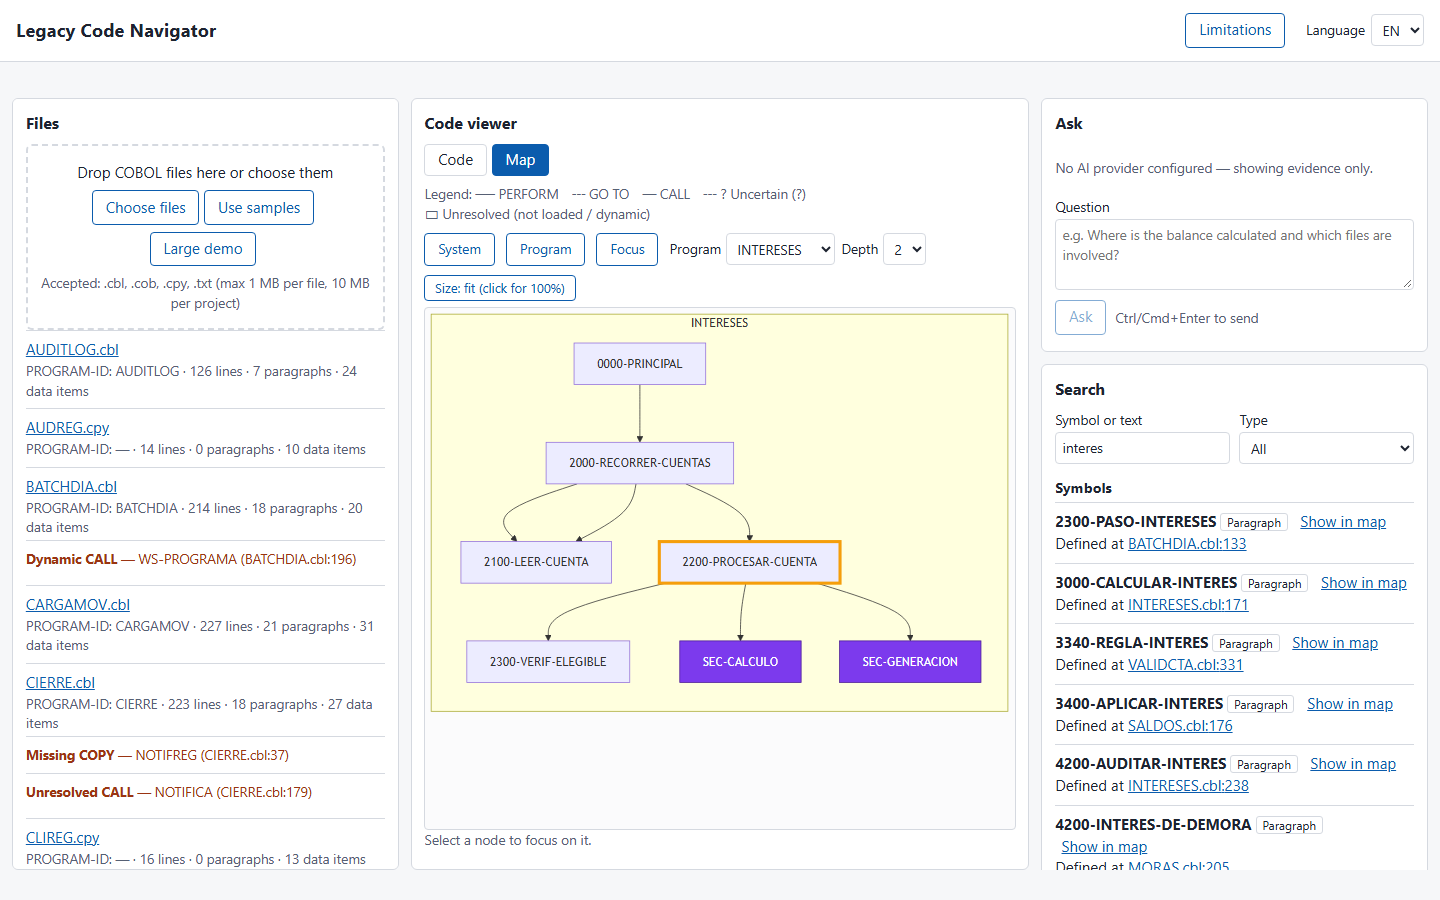 Legacy Code Navigator
Limitations
Language
EN
Files
Drop COBOL files here or choose them
Choose files
Use samples
Large demo
Accepted: .cbl, .cob, .cpy, .txt (max 1 MB per file, 10 MB
per project)
AUDITLOG.cbl
PROGRAM-ID: AUDITLOG · 126 lines · 7 paragraphs · 24
data items
AUDREG.cpy
PROGRAM-ID: — · 14 lines · 0 paragraphs · 10 data items
BATCHDIA.cbl
PROGRAM-ID: BATCHDIA · 214 lines · 18 paragraphs · 20
data items
Dynamic CALL — WS-PROGRAMA (BATCHDIA.cbl:196)
CARGAMOV.cbl
PROGRAM-ID: CARGAMOV · 227 lines · 21 paragraphs · 31
data items
CIERRE.cbl
PROGRAM-ID: CIERRE · 223 lines · 18 paragraphs · 27 data
items
Missing COPY — NOTIFREG (CIERRE.cbl:37)
Unresolved CALL — NOTIFICA (CIERRE.cbl:179)
CLIREG.cpy
PROGRAM-ID: — · 16 lines · 0 paragraphs · 13 data items
Code viewer
Code
Map
Legend: ── PERFORM --- GO TO — CALL --- ? Uncertain (?)
☐ Unresolved (not loaded / dynamic)
System
Program
Focus
Program
INTERESES
Depth
2
Size: fit (click for 100%)
INTERESES
0000-PRINCIPAL
2000-RECORRER-CUENTAS
2100-LEER-CUENTA
2200-PROCESAR-CUENTA
2300-VERIF-ELEGIBLE
SEC-CALCULO
SEC-GENERACION
Select a node to focus on it.
Ask
No AI provider configured — showing evidence only.
Question
e.g. Where is the balance calculated and which files are
involved?
Ask
Ctrl/Cmd+Enter to send
Search
Symbol or text
Type
interes
All
Symbols
2300-PASO-INTERESES Paragraph Show in map
Defined at BATCHDIA.cbl:133
3000-CALCULAR-INTERES Paragraph Show in map
Defined at INTERESES.cbl:171
3340-REGLA-INTERES Paragraph Show in map
Defined at VALIDCTA.cbl:331
3400-APLICAR-INTERES Paragraph Show in map
Defined at SALDOS.cbl:176
4200-AUDITAR-INTERES Paragraph Show in map
Defined at INTERESES.cbl:238
4200-INTERES-DE-DEMORA Paragraph
Show in map
Defined at MORAS.cbl:205